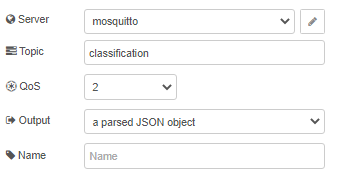 Server mosquitto
Topic classification
QoS 2
Output a parsed JSON object
Name Name